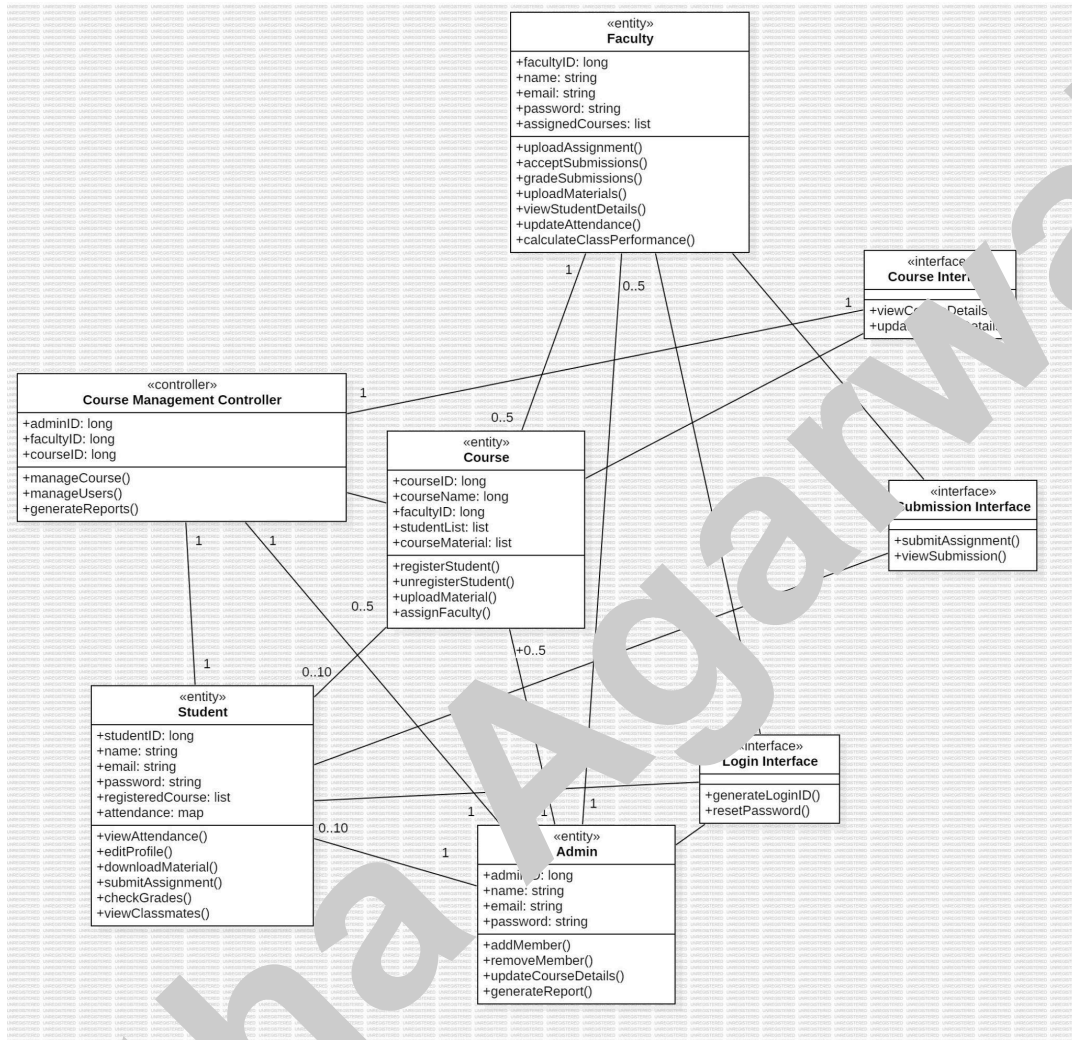 «entity»
Faculty
+facultyID: long
+name: string
+email: string
+password: string
+assignedCourses: list
+uploadAssignment()
+acceptSubmissions()
+gradeSubmissions()
+uploadMaterials()
+viewStudentDetails()
+updateAttendance()
+calculateClassPerformance()
1
0..5
«interface
Course
1
«controller»
Course Management Controller
+adminID: long
+facultyID: long
+courseID: long
+manageCourse()
+manageUsers()
+generateReports()
1
0..5
«entity»
Course
+courseID: long
+courseName: long
+facultyID: long
+studentList: list
+courseMaterial: list
+registerStudent()
+unregisterStudent()
+uploadMaterial()
+assignFaculty()
«interface»
Submission Interface
+submitAssignment()
+viewSubmission()
1
1
0..5
+0..5
1
0..10
«entity»
Student
+studentID: long
+name: string
+email: string
+password: string
+registeredCourse: list
+attendance: map
+viewAttendance()
+editProfile()
+downloadMaterial()
+submitAssignment()
+checkGrades()
+viewClassmates()
«interface»
Login Interface
+generateLoginID()
+resetPassword()
0..10
1
1
1
1
«entity»
Admin
+adminID: long
+name: string
+email: string
+password: string
+addMember()
+removeMember()
+updateCourseDetails()
+generateReport()
ha Agarwa